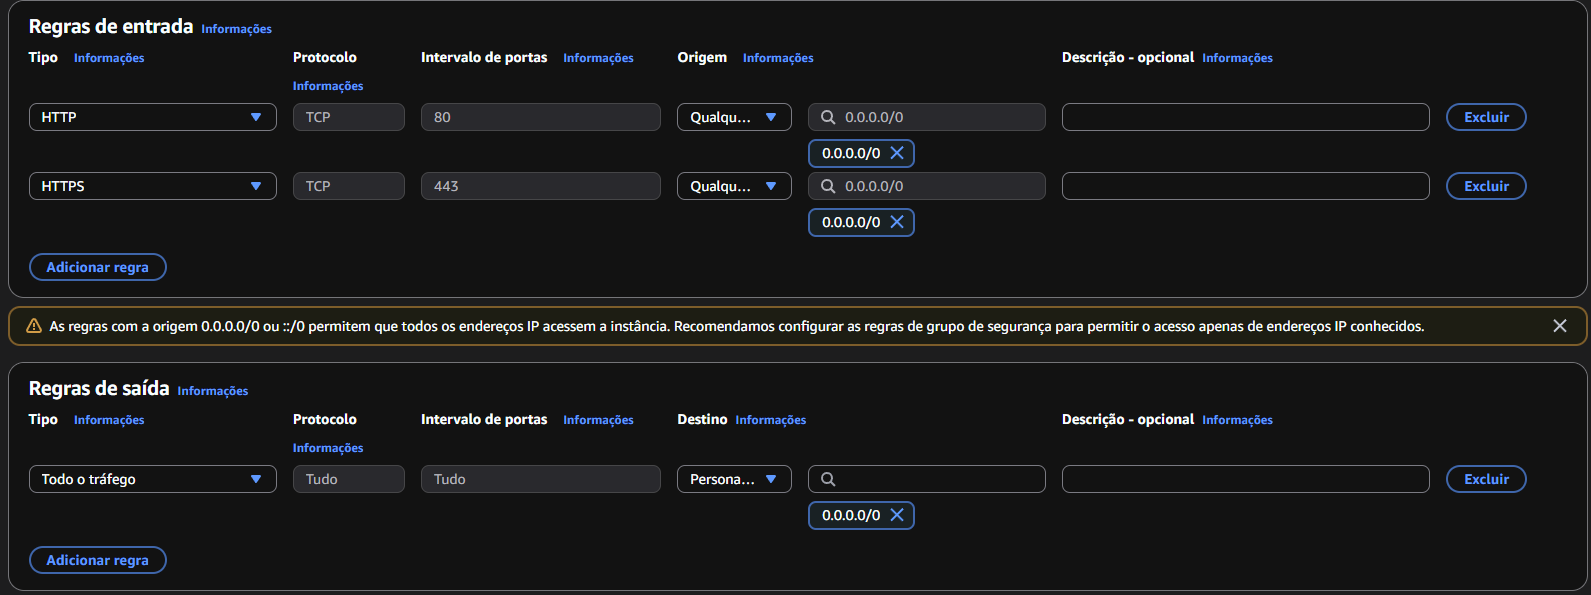 Regras de entrada Informações
Tipo Informações Protocolo Intervalo de portas Informações Origem Informações Descrição - opcional Informações
Informações
HTTP TCP 80 Qualqu... 0.0.0.0/0 Excluir
0.0.0.0/0
HTTPS TCP 443 Qualqu... 0.0.0.0/0 Excluir
0.0.0.0/0
Adicionar regra
As regras com a origem 0.0.0.0/0 ou ::/0 permitem que todos os endereços IP acessem a instância. Recomendamos configurar as regras de grupo de segurança para permitir o acesso apenas de endereços IP conhecidos.
Regras de saída Informações
Tipo Informações Protocolo Intervalo de portas Informações Destino Informações Descrição - opcional Informações
Informações
Todo o tráfego Tudo Tudo Persona... Excluir
0.0.0.0/0
Adicionar regra